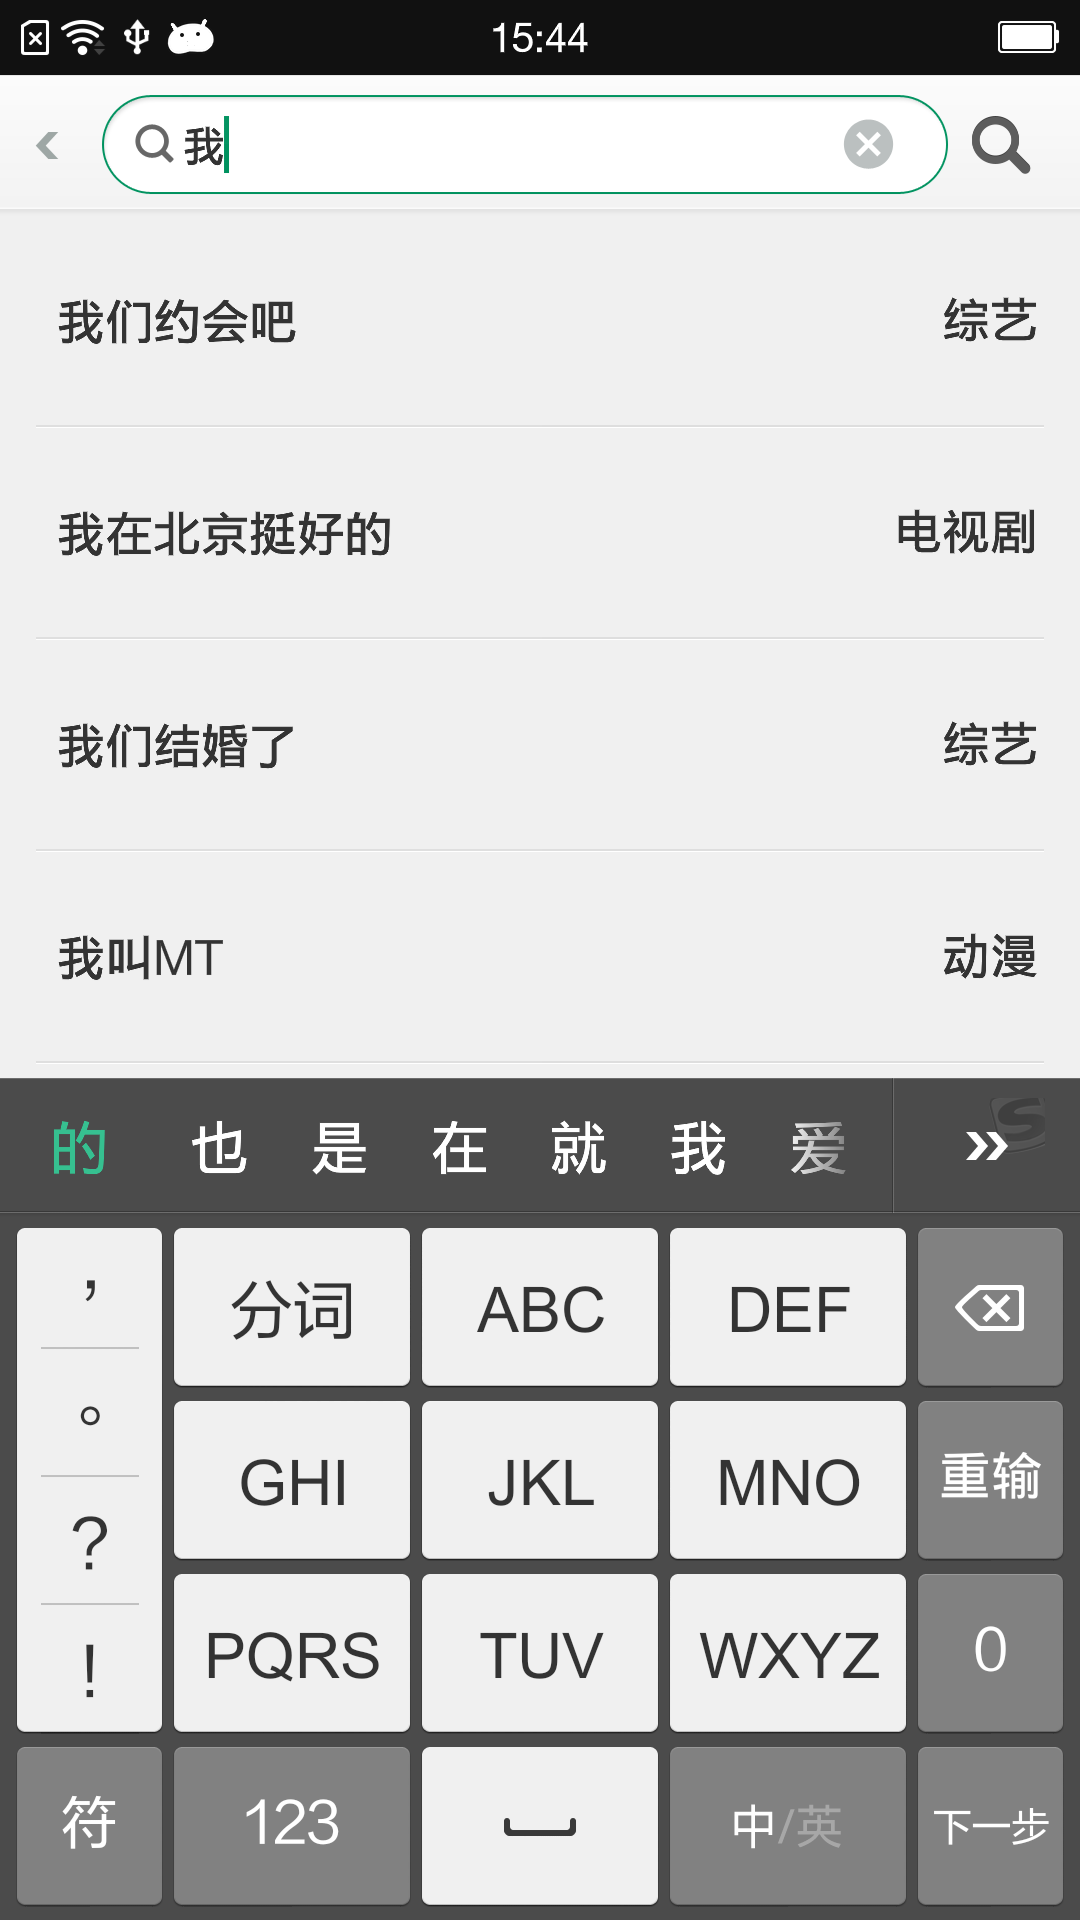 15:44
我
我们约会吧 综艺
我在北京挺好的 电视剧
我们结婚了 综艺
我叫MT 动漫
的 也 是 在 就 我 爱
， 分词 ABC DEF
。 GHI JKL MNO 重输
?
! PQRS TUV WXYZ 0
符 123 中/英 下一步